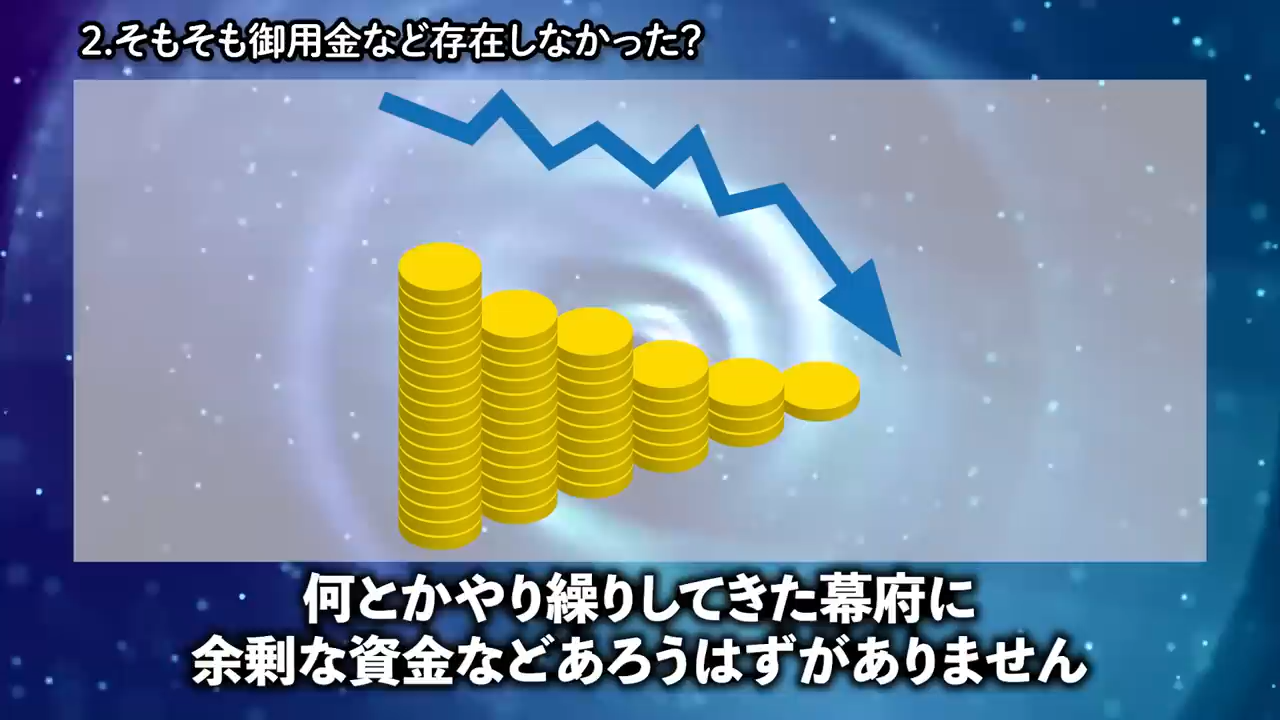 2.そもそも御用金など存在しなかった?
何とかやり繰りしてきた幕府に
余剰な資金などあろうはずがありません